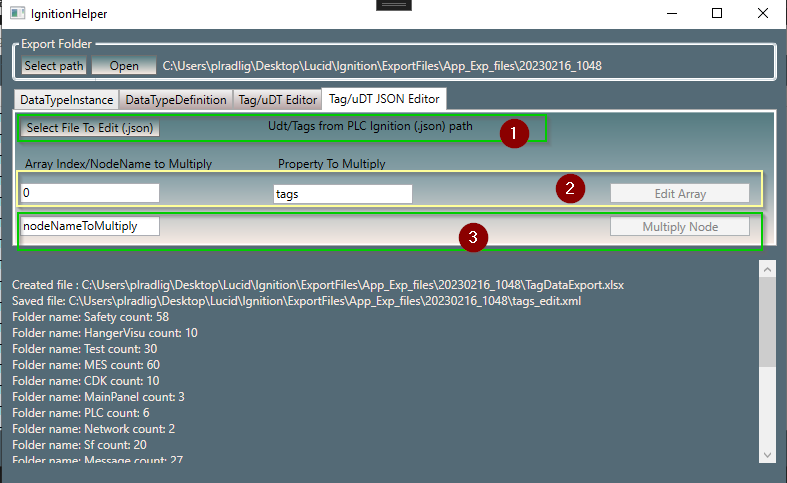 IgnitionHelper
Export Folder
Select path Open C:\Users\plradlig\Desktop\Lucid\Ignition\ExportFiles\App_Exp_files\20230216_1048
DataTypeInstance DataTypeDefinition Tag/uDT Editor Tag/uDT JSON Editor
Select File To Edit (.json) Udt/Tags from PLC Ignition (.json) path 1
Array Index/NodeName to Multiply Property To Multiply
0 tags 2 Edit Array
nodeNameToMultiply 3 Multiply Node
Created file : C:\Users\plradlig\Desktop\Lucid\Ignition\ExportFiles\App_Exp_files\20230216_1048\TagDataExport.xlsx
Saved file: C:\Users\plradlig\Desktop\Lucid\Ignition\ExportFiles\App_Exp_files\20230216_1048\tags_edit.xml
Folder name: Safety count: 58
Folder name: HangerVisu count: 10
Folder name: Test count: 30
Folder name: MES count: 60
Folder name: CDK count: 10
Folder name: MainPanel count: 3
Folder name: PLC count: 6
Folder name: Network count: 2
Folder name: Sf count: 20
Folder name: Message count: 27